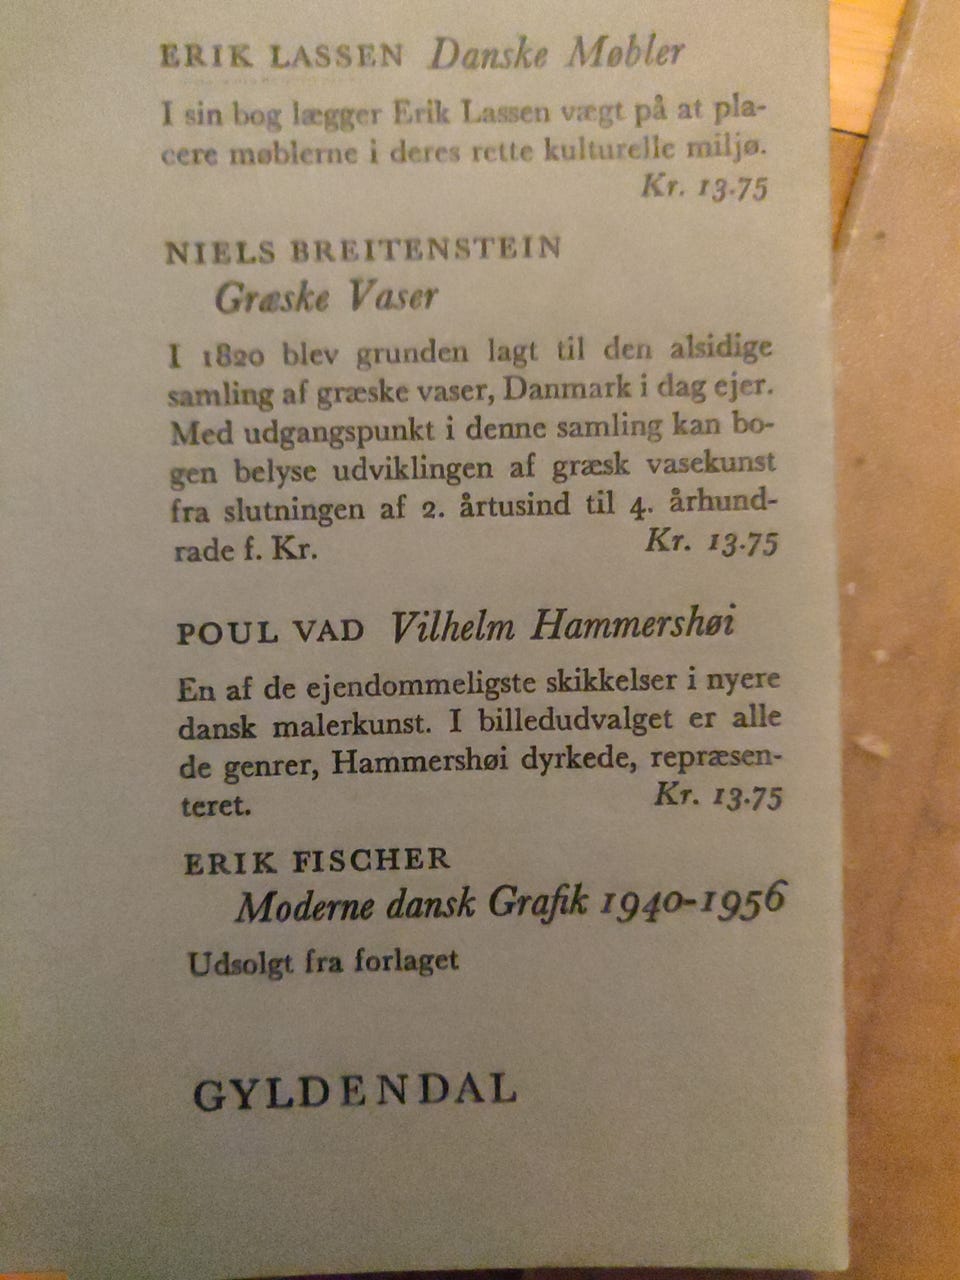 ERIK LASSEN Danske Møbler
I sin bog lægger Erik Lassen vægt på at pla-
cere møblerne i deres rette kulturelle miljø.
Kr. 13.75
NIELS BREITENSTEIN
Græske Vaser
I 1820 blev grunden lagt til den alsidige
samling af græske vaser, Danmark i dag ejer.
Med udgangspunkt i denne samling kan bo-
gen belyse udviklingen af græsk vasekunst
fra slutningen af 2. årtusind til 4. århund-
rade f. Kr. Kr. 13.75
POUL VAD Vilhelm Hammershøi
En af de ejendommeligste skikkelser i nyere
dansk malerkunst. I billedudvalget er alle
de genrer, Hammershøi dyrkede, repræsen-
teret. Kr. 13.75
ERIK FISCHER
Moderne dansk Grafik 1940-1956
Udsolgt fra forlaget
GYLDENDAL